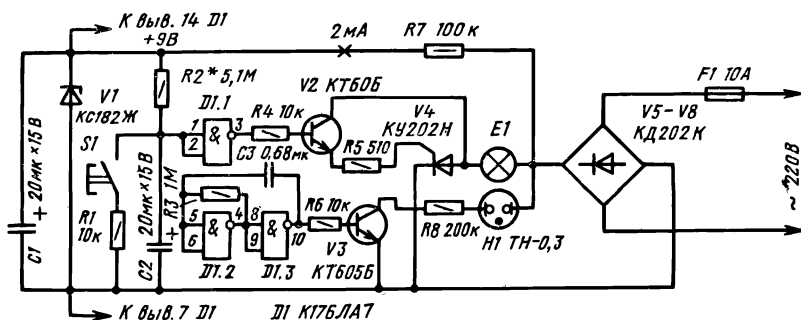 К выв. 14 D1
+9В
2мА
R7 100к
F1 10А
V1
КС182Ж
R2* 5,1М
D1.1
1
2
&
3
R4 10к
V2 КТ605
V4
КУ202Н
E1
V5–V8
КД202К
S1
R5 510
C3 0,68мк
~ 220В
+ 20мк×15В
C1
R1
10к
+
20мк×15В
C2
R3 1М
5
6
&
4
8
9
&
10
D1.2
D1.3
R6 10к
V3
КТ605Б
R8 200к
H1 ТН-0,3
К выв. 7 D1
D1 К176ЛА7